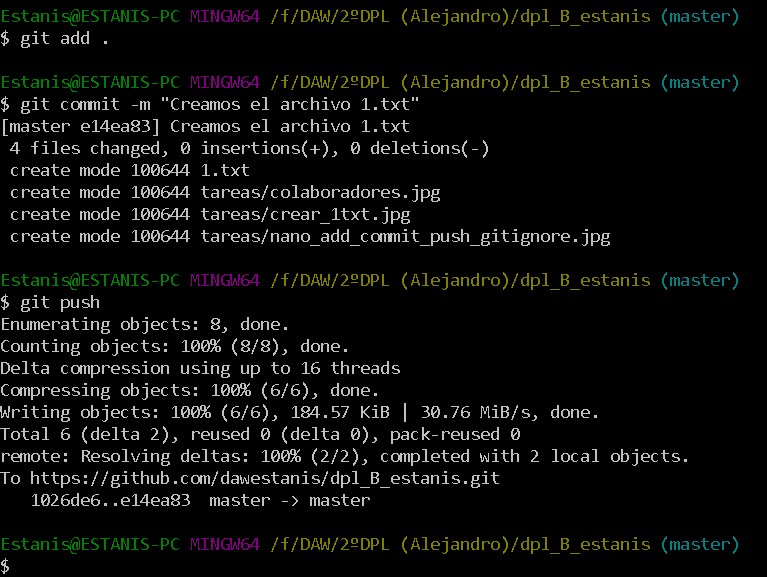 Estanis@ESTANIS-PC MINGW64 /f/DAW/2ºDPL (Alejandro)/dpl_B_estanis (master)
$ git add .
Estanis@ESTANIS-PC MINGW64 /f/DAW/2ºDPL (Alejandro)/dpl_B_estanis (master)
$ git commit -m "Creamos el archivo 1.txt"
[master e14ea83] Creamos el archivo 1.txt
 4 files changed, 0 insertions(+), 0 deletions(-)
 create mode 100644 1.txt
 create mode 100644 tareas/colaboradores.jpg
 create mode 100644 tareas/crear_1txt.jpg
 create mode 100644 tareas/nano_add_commit_push_gitignore.jpg
Estanis@ESTANIS-PC MINGW64 /f/DAW/2ºDPL (Alejandro)/dpl_B_estanis (master)
$ git push
Enumerating objects: 8, done.
Counting objects: 100% (8/8), done.
Delta compression using up to 16 threads
Compressing objects: 100% (6/6), done.
Writing objects: 100% (6/6), 184.57 KiB | 30.76 MiB/s, done.
Total 6 (delta 2), reused 0 (delta 0), pack-reused 0
remote: Resolving deltas: 100% (2/2), completed with 2 local objects.
To https://github.com/dawestanis/dpl_B_estanis.git
   1026de6..e14ea83  master -> master
Estanis@ESTANIS-PC MINGW64 /f/DAW/2ºDPL (Alejandro)/dpl_B_estanis (master)
$